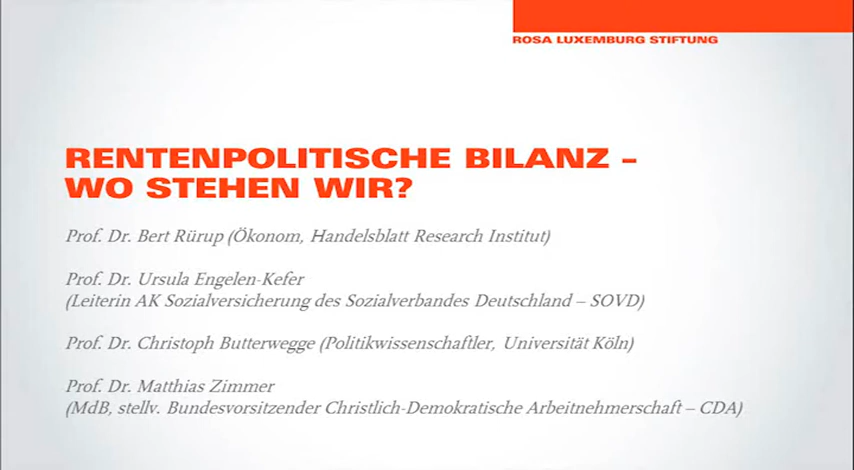 ROSA LUXEMBURG STIFTUNG
RENTENPOLITISCHE BILANZ –
WO STEHEN WIR?
Prof. Dr. Bert Rürup (Ökonom, Handelsblatt Research Institut)
Prof. Dr. Ursula Engelen-Kefer
(Leiterin AK Sozialversicherung des Sozialverbandes Deutschland – SOVD)
Prof. Dr. Christoph Butterwegge (Politikwissenschaftler, Universität Köln)
Prof. Dr. Matthias Zimmer
(MdB, stellv. Bundesvorsitzender Christlich-Demokratische Arbeitnehmerschaft – CDA)